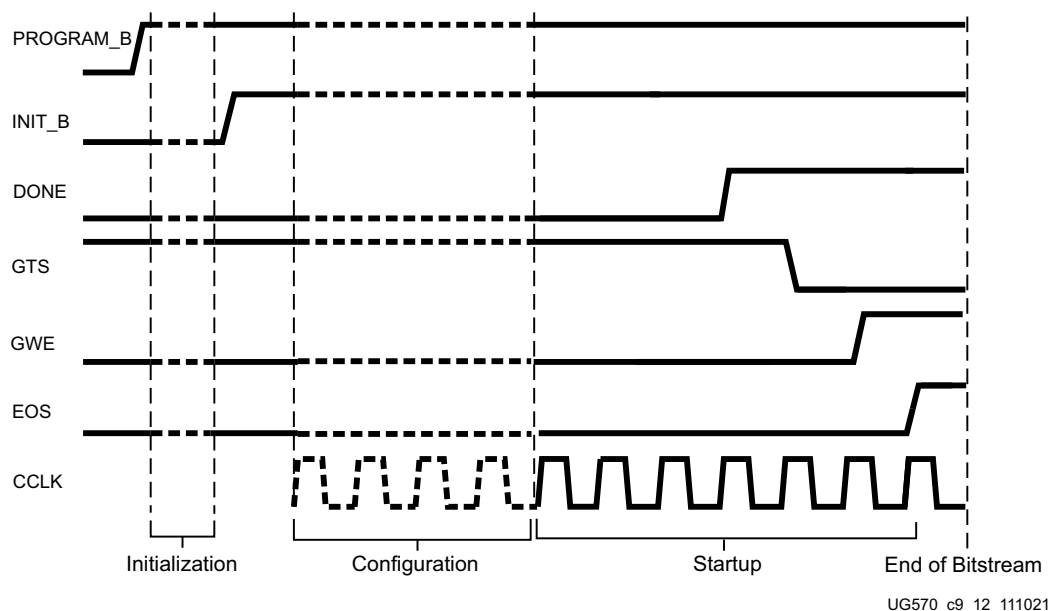 PROGRAM_B
INIT_B
DONE
GTS
GWE
EOS
CCLK
Initialization
Configuration
Startup
End of Bitstream
UG570_c9_12_111021